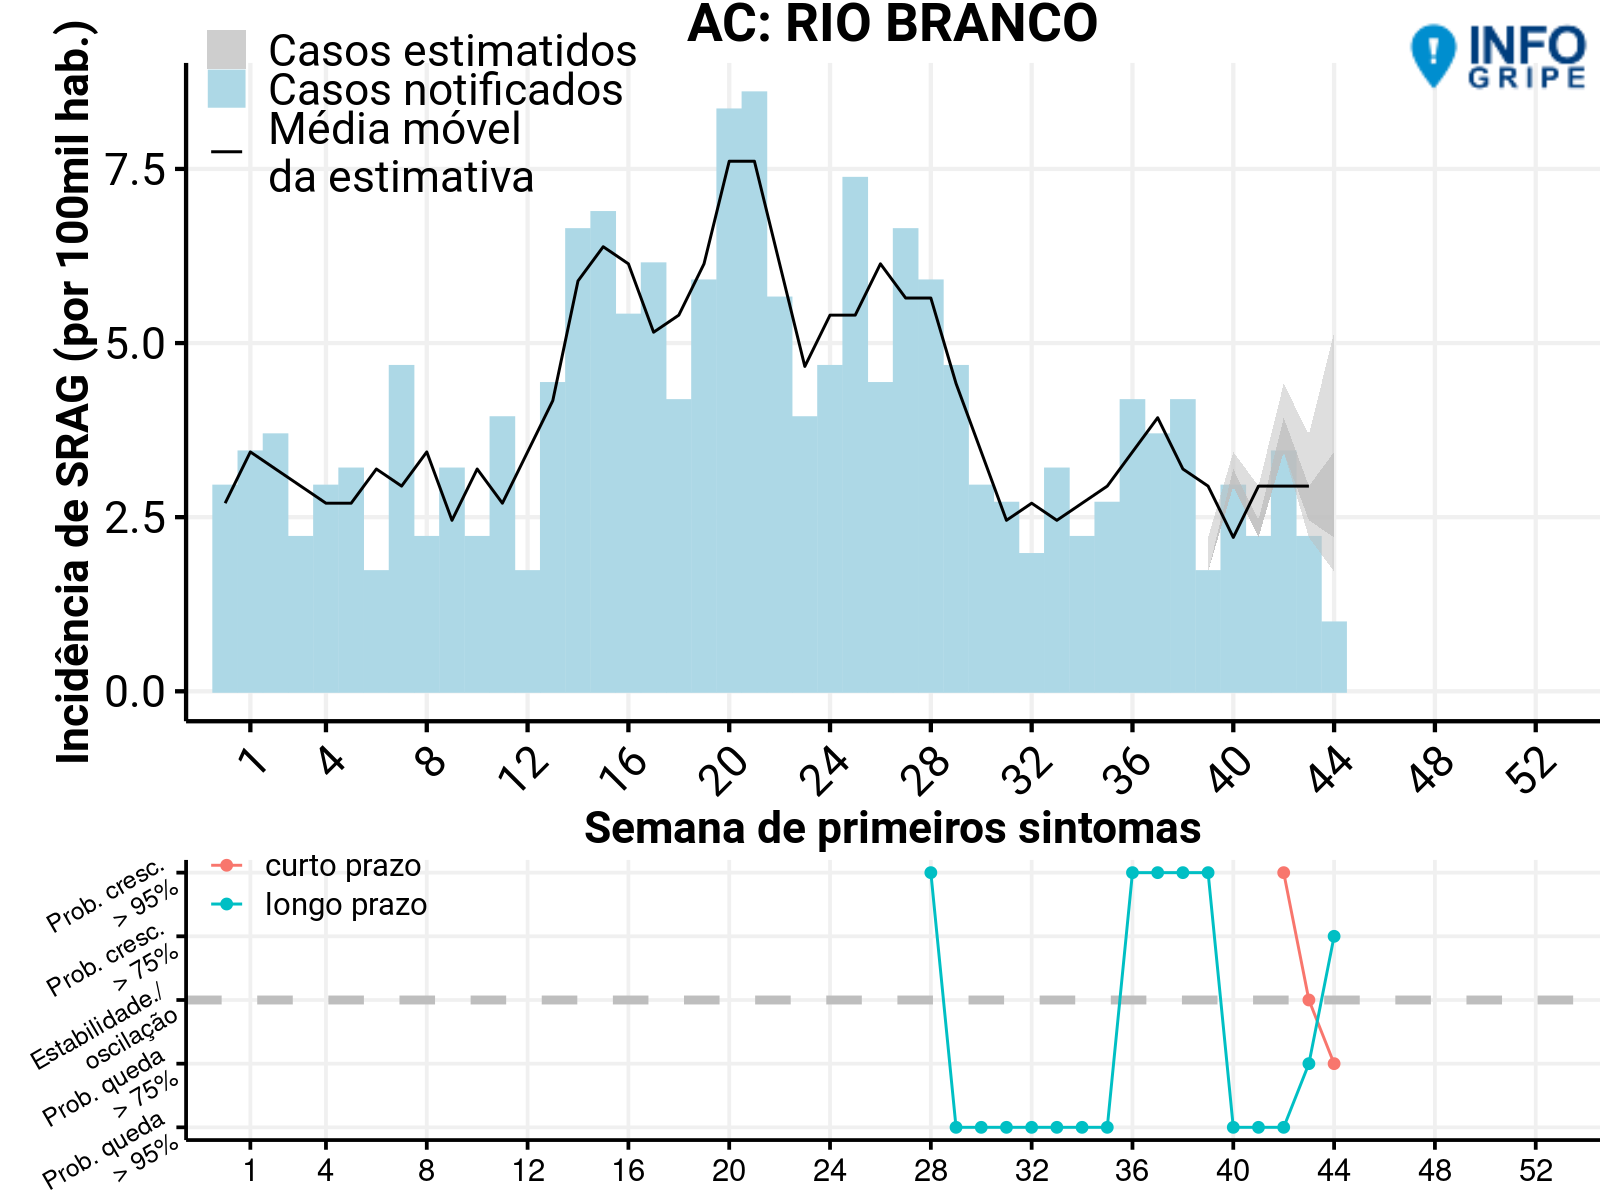 AC: RIO BRANCO
INFO
GRIPE
Casos estimatidos
Casos notificados
Média móvel
da estimativa
Incidência de SRAG (por 100mil hab.)
7.5
5.0
2.5
0.0
1 4 8 12 16 20 24 28 32 36 40 44 48 52
Semana de primeiros sintomas
curto prazo
longo prazo
Prob. cresc.
> 95%
Prob. cresc.
> 75%
Estabilidade./
oscilação
Prob. queda
> 75%
Prob. queda
> 95%
1 4 8 12 16 20 24 28 32 36 40 44 48 52